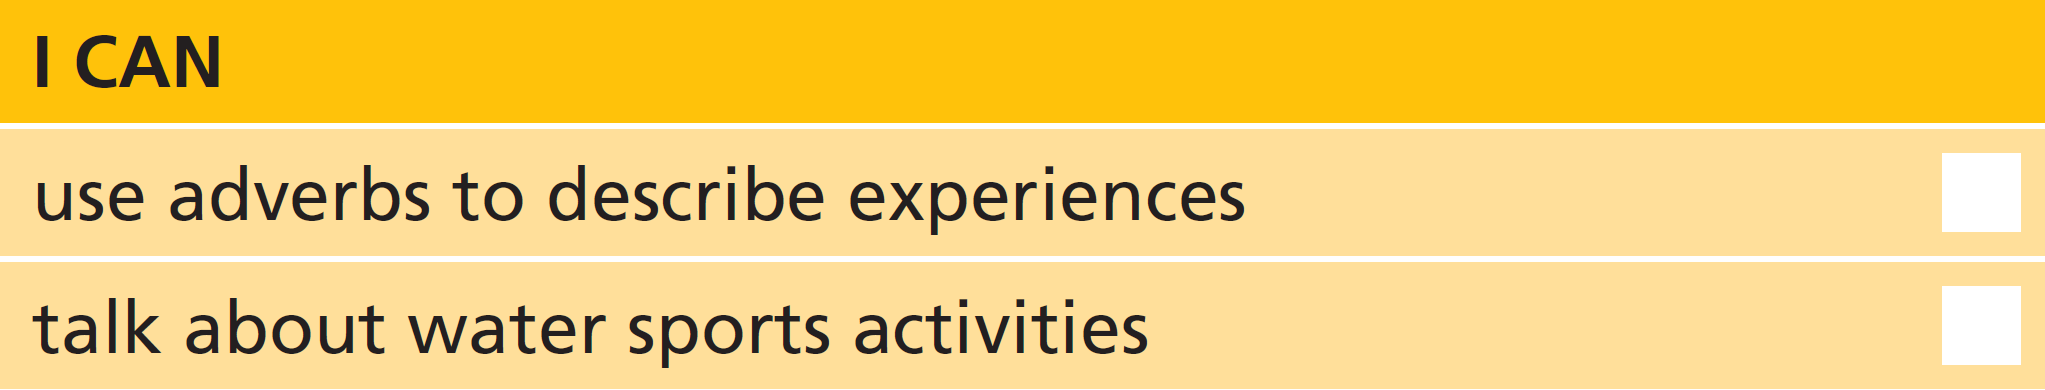 I CAN
use adverbs to describe experiences
talk about water sports activities